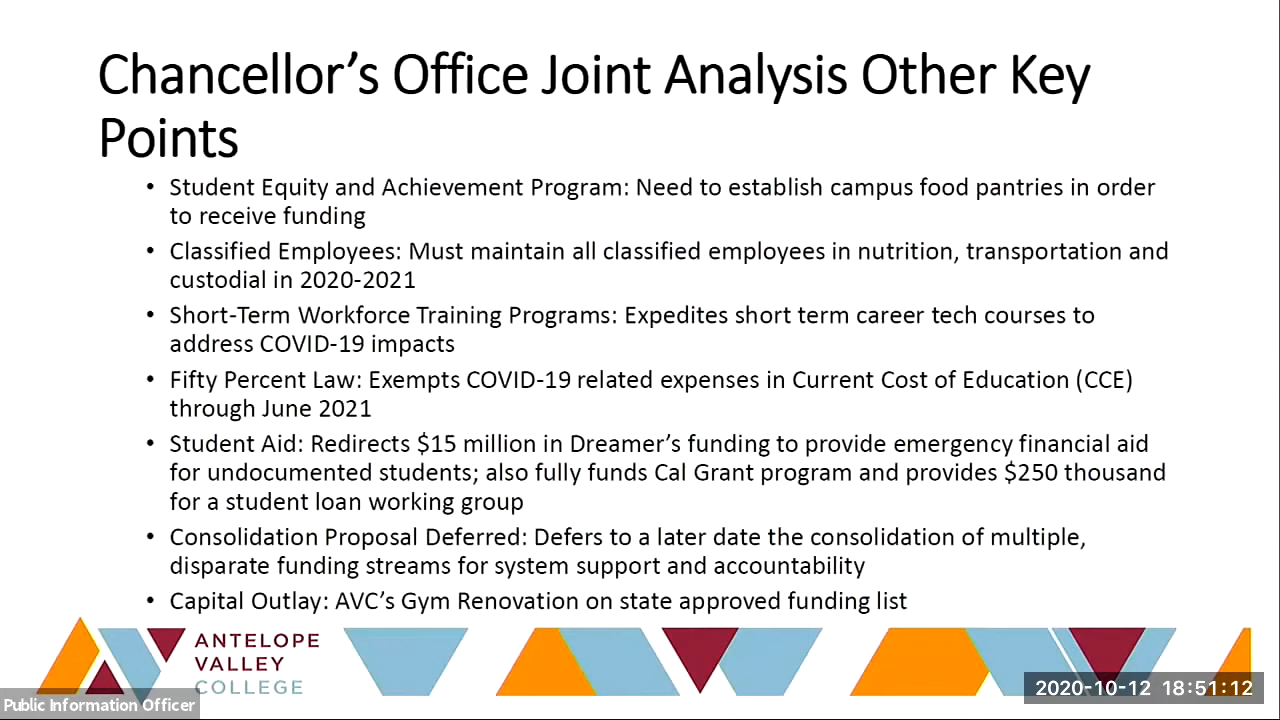 Chancellor’s Office Joint Analysis Other Key
Points
• Student Equity and Achievement Program: Need to establish campus food pantries in order
to receive funding
• Classified Employees: Must maintain all classified employees in nutrition, transportation and
custodial in 2020-2021
• Short-Term Workforce Training Programs: Expedites short term career tech courses to
address COVID-19 impacts
• Fifty Percent Law: Exempts COVID-19 related expenses in Current Cost of Education (CCE)
through June 2021
• Student Aid: Redirects $15 million in Dreamer’s funding to provide emergency financial aid
for undocumented students; also fully funds Cal Grant program and provides $250 thousand
for a student loan working group
• Consolidation Proposal Deferred: Defers to a later date the consolidation of multiple,
disparate funding streams for system support and accountability
• Capital Outlay: AVC’s Gym Renovation on state approved funding list
ANTELOPE
VALLEY
COLLEGE
2020-10-12 18:51:12
Public Information Officer